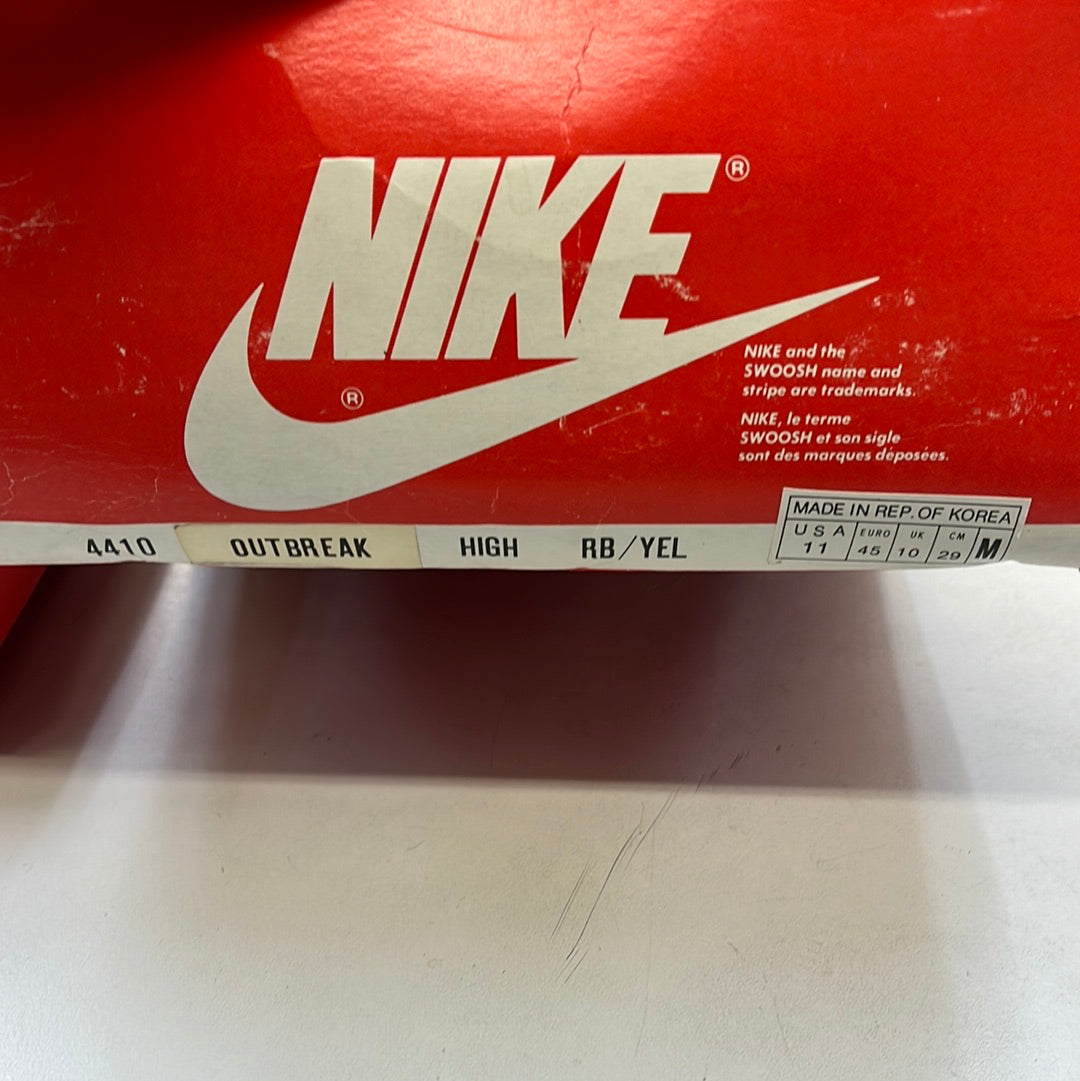 NIKE®
®
NIKE and the
SWOOSH name and
stripe are trademarks.
NIKE, le terme
SWOOSH et son sigle
sont des marques déposées.
4410 OUTBREAK HIGH RB/YEL
MADE IN REP. OF KOREA
USA EURO UK CM M
11 45 10 29